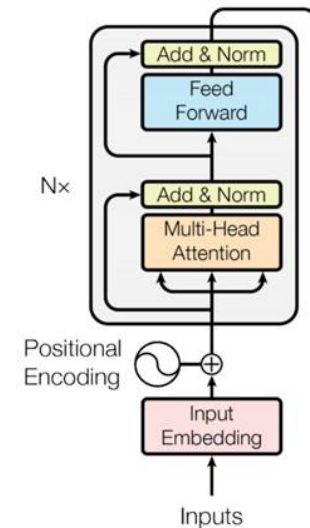 Add & Norm
Feed
Forward
Nx
Add & Norm
Multi-Head
Attention
Positional
Encoding
Input
Embedding
Inputs